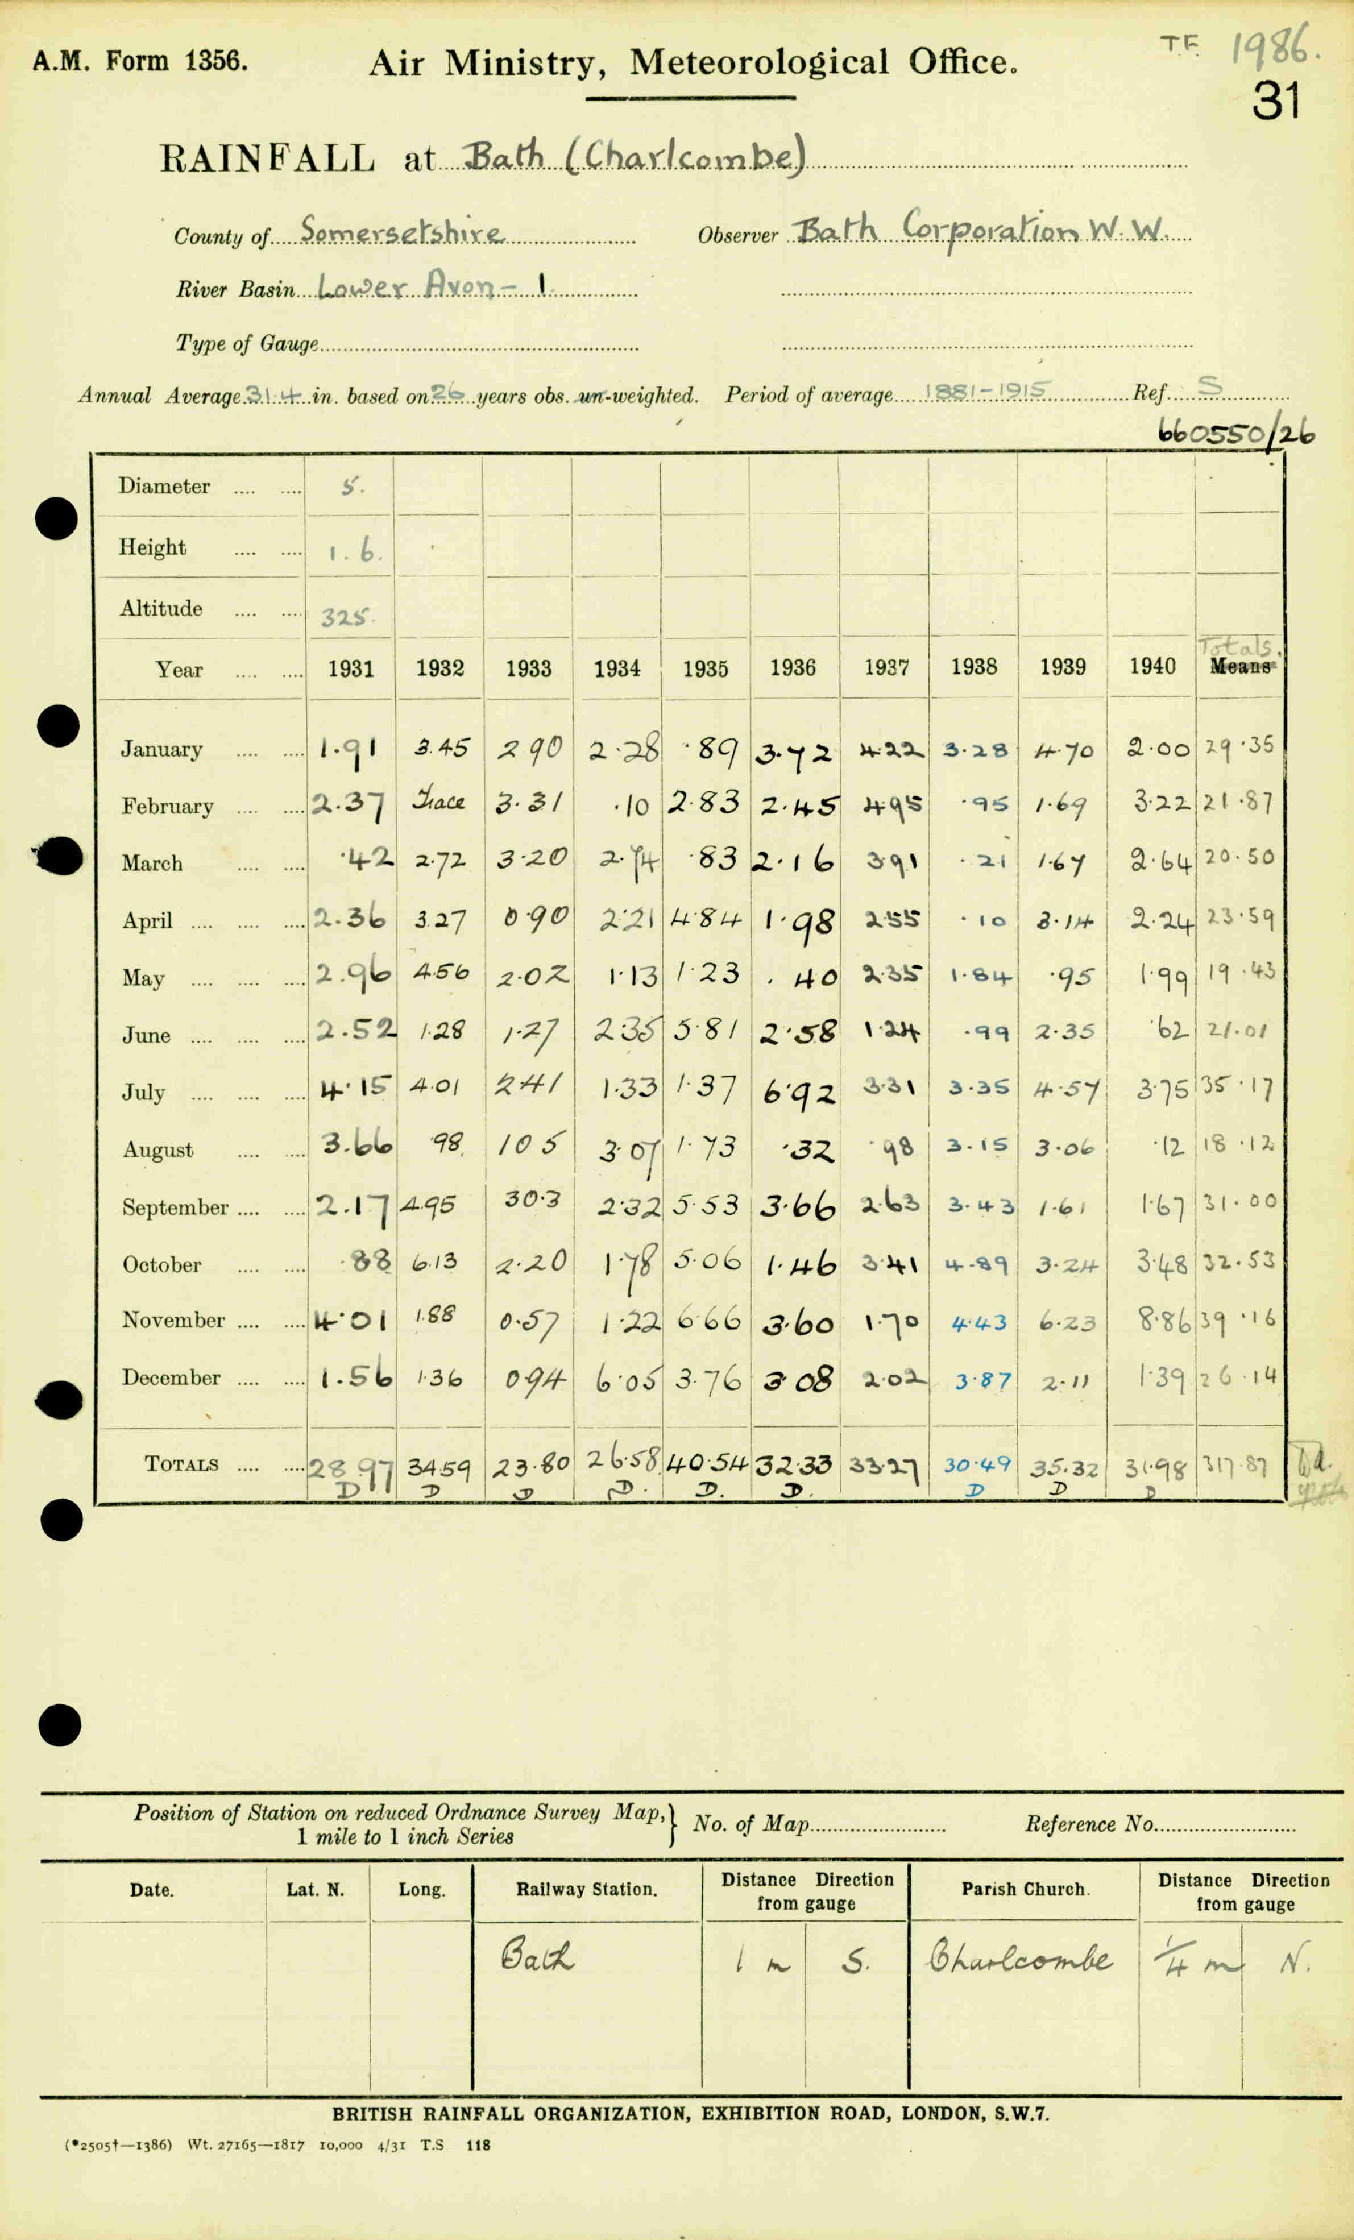 T.F. 1986.
A.M. Form 1356. Air Ministry, Meteorological Office.
31
RAINFALL at Bath (Charlcombe)
County of Somersetshire Observer Bath Corporation W.W.
River Basin Lower Avon - 1
Type of Gauge
Annual Average 31.4 in. based on 26 years obs. un-weighted. Period of average 1881-1915 Ref. S
660550/26
Diameter .... .... 5.
Height .... .... 1.6.
Altitude .... .... 325.
Totals.
Year .... .... 1931 1932 1933 1934 1935 1936 1937 1938 1939 1940 Means
January .... .... 1.91 3.45 2 90 2.28 .89 3.72 4.22 3.28 4.70 2.00 29.35
February .... .... 2.37 Trace 3.31 .10 2.83 2.45 4.95 .95 1.69 3.22 21.87
March .... .... .42 2.72 3.20 2.74 .83 2.16 3.91 .21 1.67 2.64 20.50
April .... .... .... 2.36 3.27 0.90 2.21 4.84 1.98 2.55 .10 3.14 2.24 23.59
May .... .... .... 2.96 4.56 2.02 1.13 1.23 .40 2.35 1.84 .95 1.99 19.43
June .... .... .... 2.52 1.28 1.27 2.35 5.81 2.58 1.24 .99 2.35 .62 21.01
July .... .... .... 4.15 4.01 2.41 1.33 1.37 6.92 3.31 3.35 4.57 3.75 35.17
August .... .... 3.66 .98 10 5 3.07 1.73 .32 .98 3.15 3.06 .12 18.12
September .... .... 2.17 4.95 30.3 2.32 5.53 3.66 2.63 3.43 1.61 1.67 31.00
October .... .... .88 6.13 2.20 1.78 5.06 1.46 3.41 4.89 3.24 3.48 32.53
November .... .... 4.01 1.88 0.57 1.22 6.66 3.60 1.70 4.43 6.23 8.86 39.16
December .... .... 1.56 1.36 0.94 6.05 3.76 3.08 2.02 3.87 2.11 1.39 26.14
TOTALS .... .... 28.97 34.59 23.80 26.58 40.54 32.33 33.27 30.49 35.32 31.98 317.87
D D D D. D. D. D D D
Position of Station on reduced Ordnance Survey Map, } No. of Map Reference No.
1 mile to 1 inch Series
Date. Lat. N. Long. Railway Station. Distance Direction from gauge Parish Church. Distance Direction from gauge
Bath 1 m S. Charlcombe 1/4 m N.
BRITISH RAINFALL ORGANIZATION, EXHIBITION ROAD, LONDON, S.W.7.
(*2505†—1386) Wt. 27165—1817 10,000 4/31 T.S 118